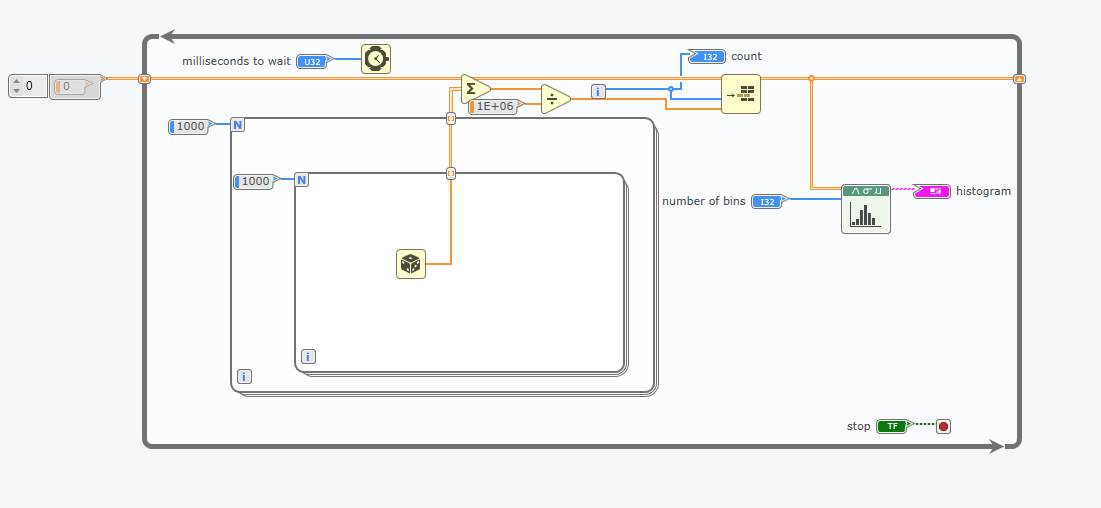 milliseconds to wait U32
I32 count
0 0
Σ
1E+06 ÷ i
1000 N
1000 N
number of bins I32
histogram
i
i
stop TF